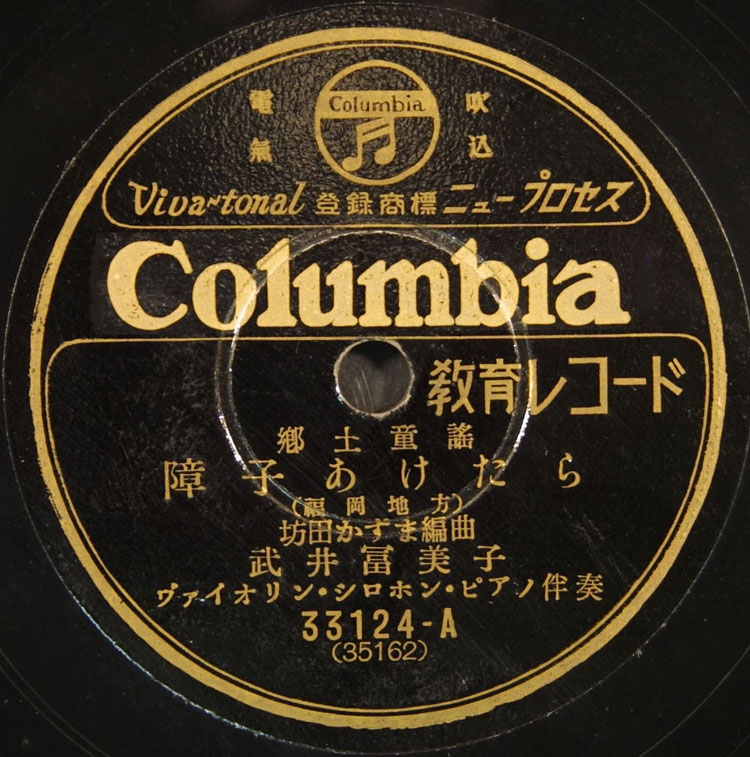 Columbia
電氣 吹込
Viva-tonal 登録商標 ニュープロセス
Columbia
教育レコード
郷土童謠
障子あけたら
(福岡地方)
坊田かずま編曲
武井冨美子
ヴァイオリン・シロホン・ピアノ伴奏
33124-A
(35162)